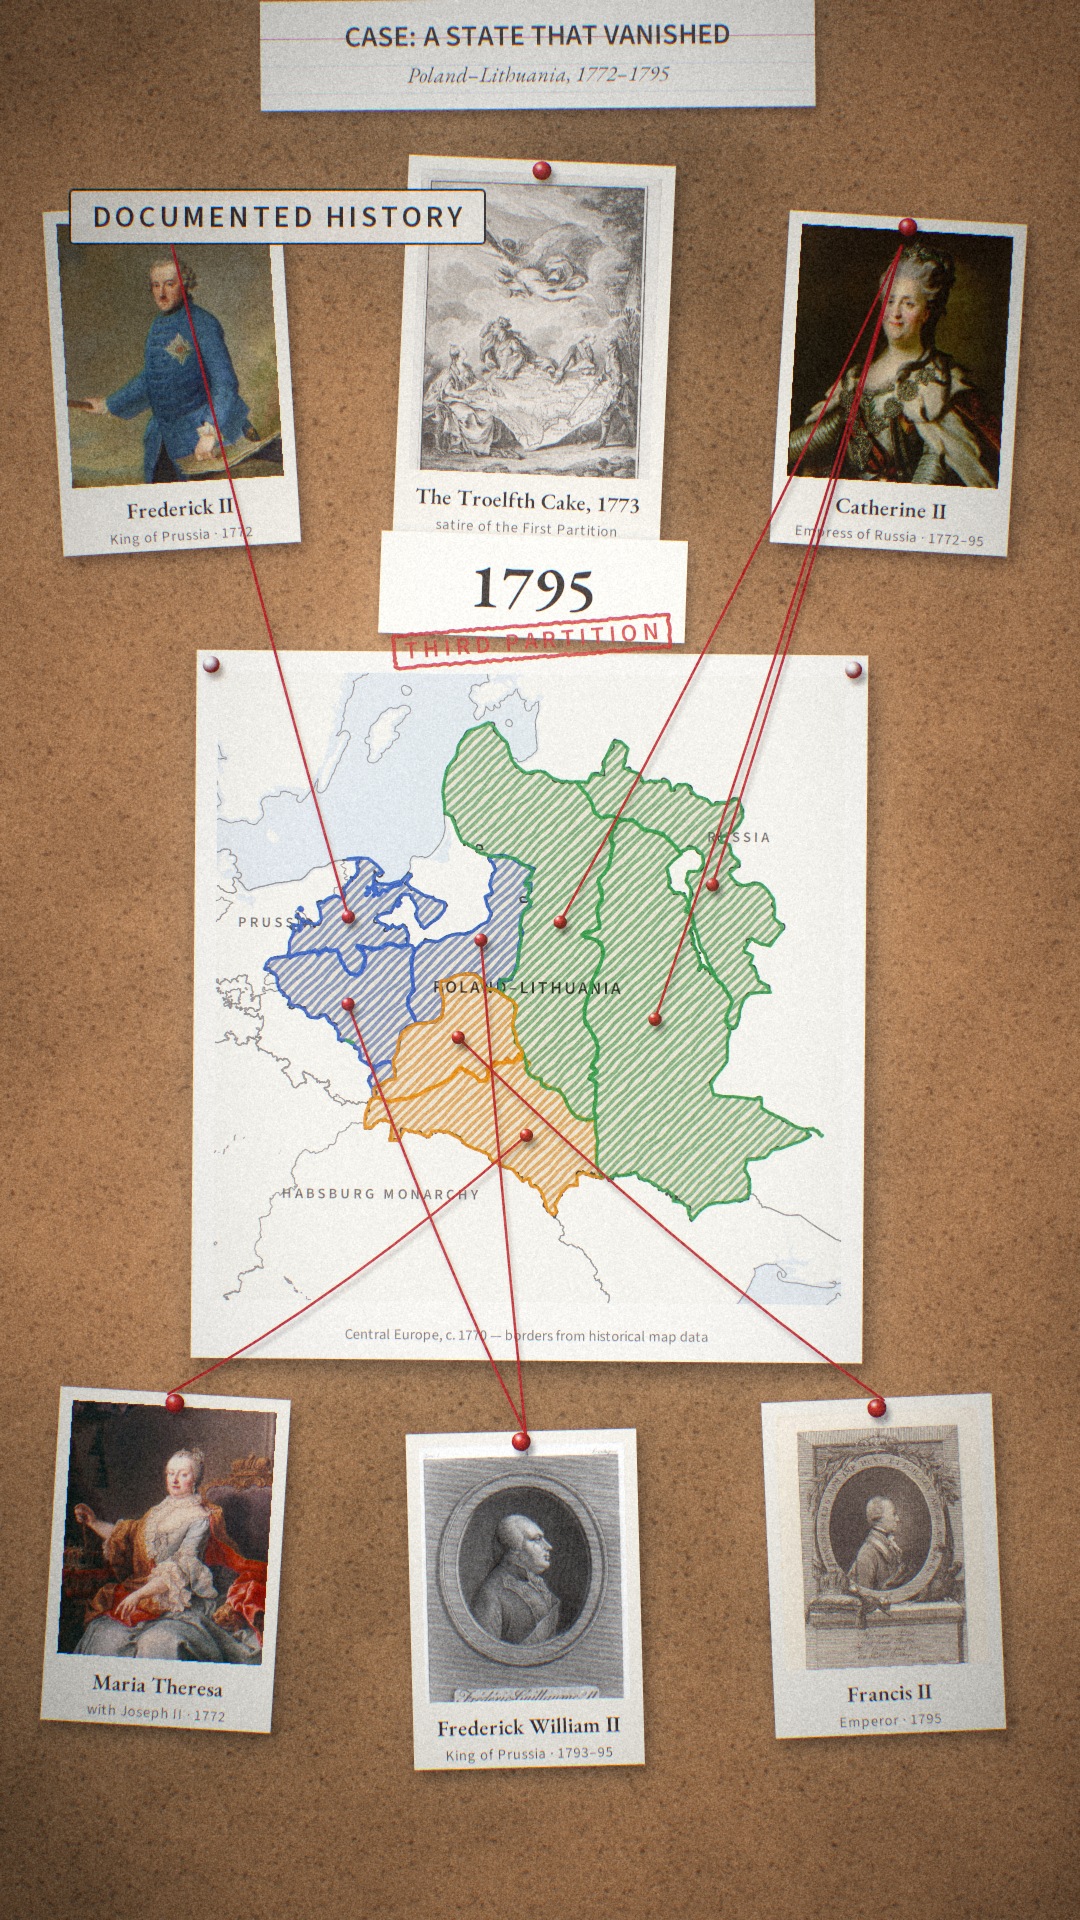 CASE: A STATE THAT VANISHED
Poland–Lithuania, 1772–1795
DOCUMENTED HISTORY
Frederick II
King of Prussia · 1772
The Troelfth Cake, 1773
satire of the First Partition
Catherine II
Empress of Russia · 1772–95
1795
THIRD PARTITION
RUSSIA
PRUSSIA
POLAND–LITHUANIA
HABSBURG MONARCHY
Central Europe, c. 1770 — borders from historical map data
Maria Theresa
with Joseph II · 1772
Frederick William II
King of Prussia · 1793–95
Francis II
Emperor · 1795